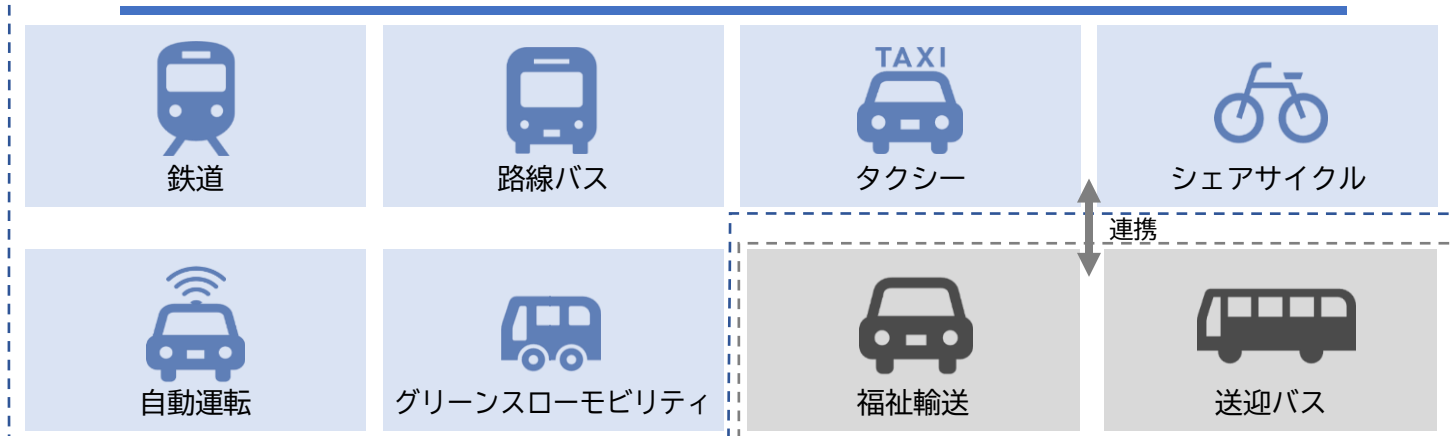 TAXI
鉄道
路線バス
タクシー
シェアサイクル
連携
自動運転
グリーンスローモビリティ
福祉輸送
送迎バス